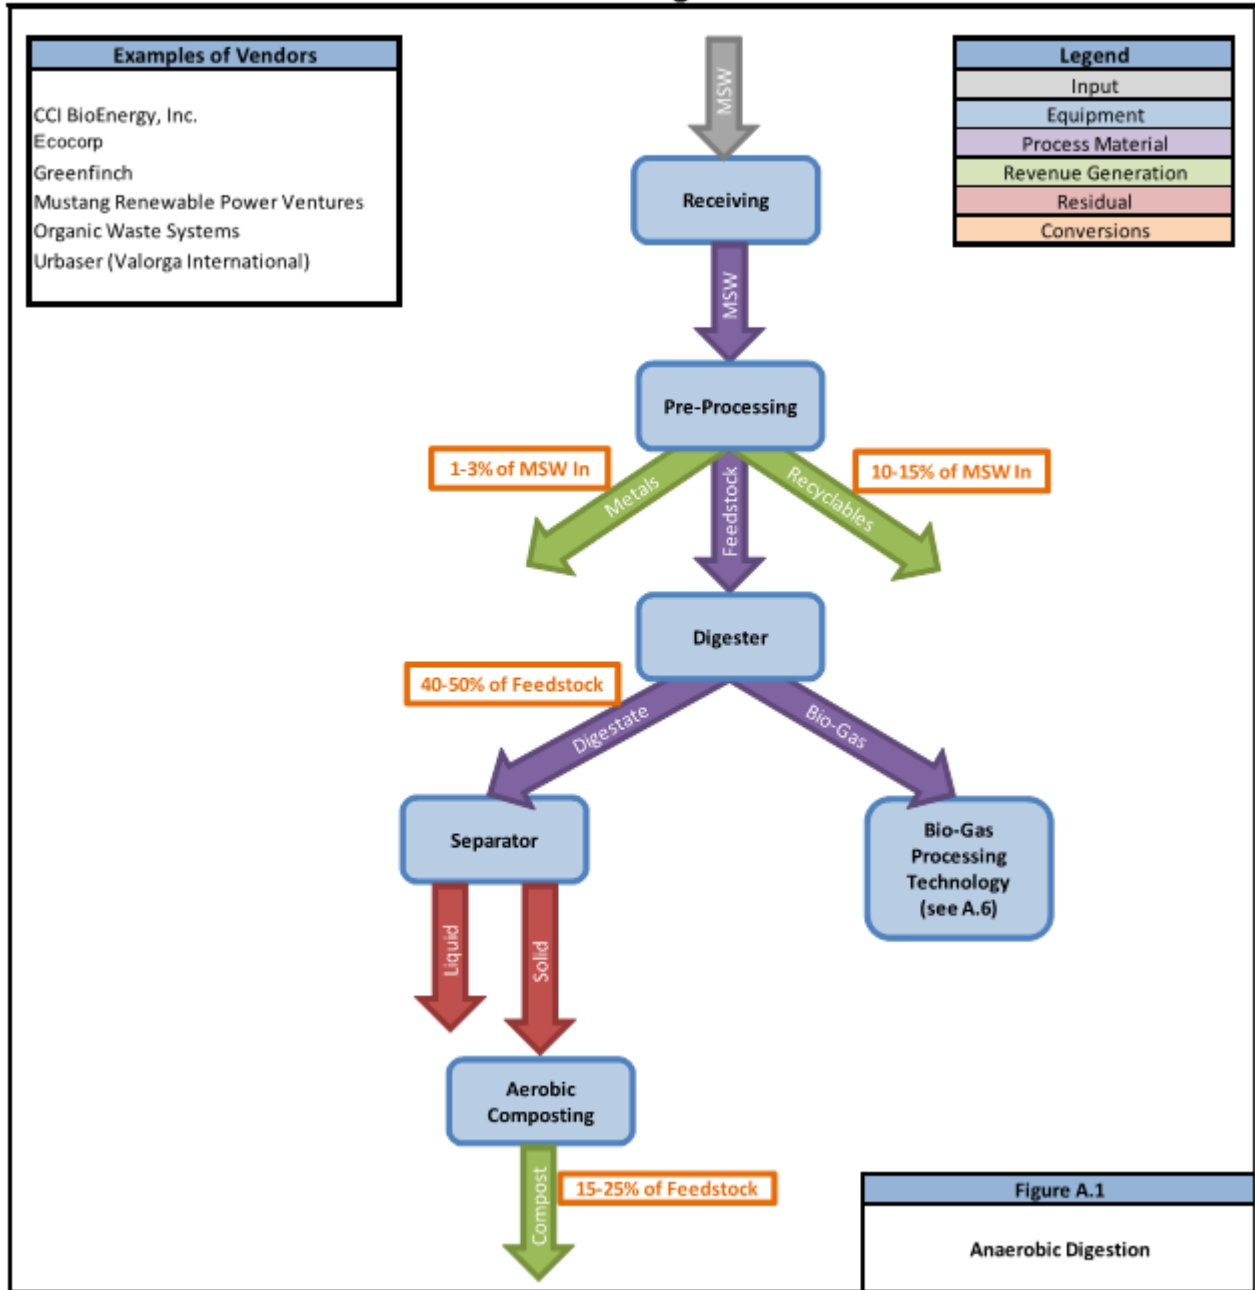 Examples of Vendors
CCI BioEnergy, Inc.
Ecocorp
Greenfinch
Mustang Renewable Power Ventures
Organic Waste Systems
Urbaser (Valorga International)
Legend
Input
Equipment
Process Material
Revenue Generation
Residual
Conversions
MSW
Receiving
MSW
Pre-Processing
1-3% of MSW In
10-15% of MSW In
Metals
Feedstock
Recyclables
Digester
40-50% of Feedstock
Digestate
Bio-Gas
Separator
Bio-Gas
Processing
Technology
(see A.6)
Liquid
Solid
Aerobic
Composting
Compost
15-25% of Feedstock
Figure A.1
Anaerobic Digestion